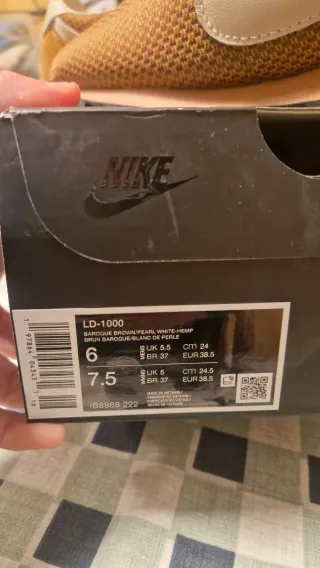 NIKE
LD-1000
BAROQUE BROWN/PEARL WHITE-HEMP
BRUN BAROQUE/BLANC DE PERLE
6 MENS UK 5.5 cm 24
BR 37 EUR 38.5
7.5 UK 5 cm 24.5
BR 37 EUR 38.5
IB8868 222
MADE IN VIETNAM